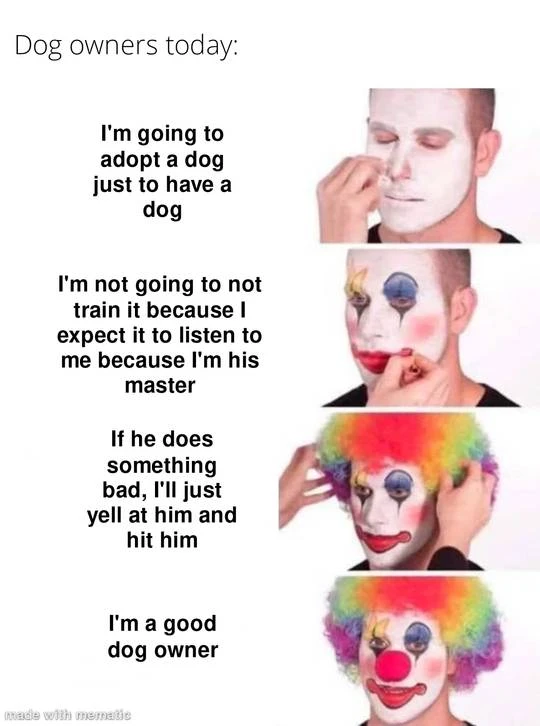 Dog owners today:
I'm going to
adopt a dog
just to have a
dog
I'm not going to not
train it because I
expect it to listen to
me because I'm his
master
If he does
something
bad, I'll just
yell at him and
hit him
I'm a good
dog owner
made with mematic